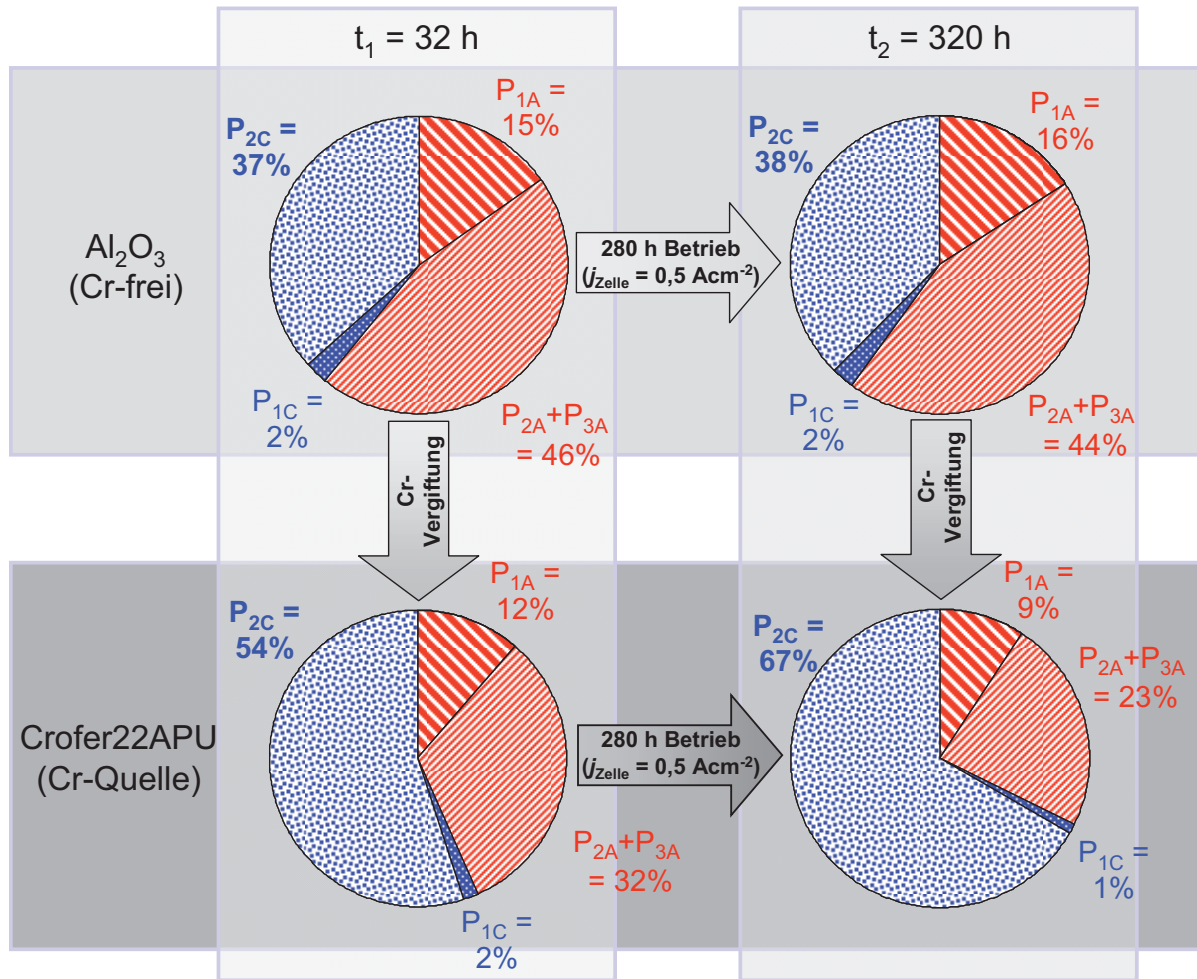 t₁ = 32 h
t₂ = 320 h
Al₂O₃
(Cr-frei)
P₂C =
37%
P₁A =
15%
P₁C =
2%
P₂A+P₃A
= 46%
280 h Betrieb
(jZelle = 0,5 Acm⁻²)
P₂C =
38%
P₁A =
16%
P₁C =
2%
P₂A+P₃A
= 44%
Cr-
Vergiftung
Cr-
Vergiftung
Crofer22APU
(Cr-Quelle)
P₂C =
54%
P₁A =
12%
P₂A+P₃A
= 32%
P₁C =
2%
280 h Betrieb
(jZelle = 0,5 Acm⁻²)
P₂C =
67%
P₁A =
9%
P₂A+P₃A
= 23%
P₁C =
1%